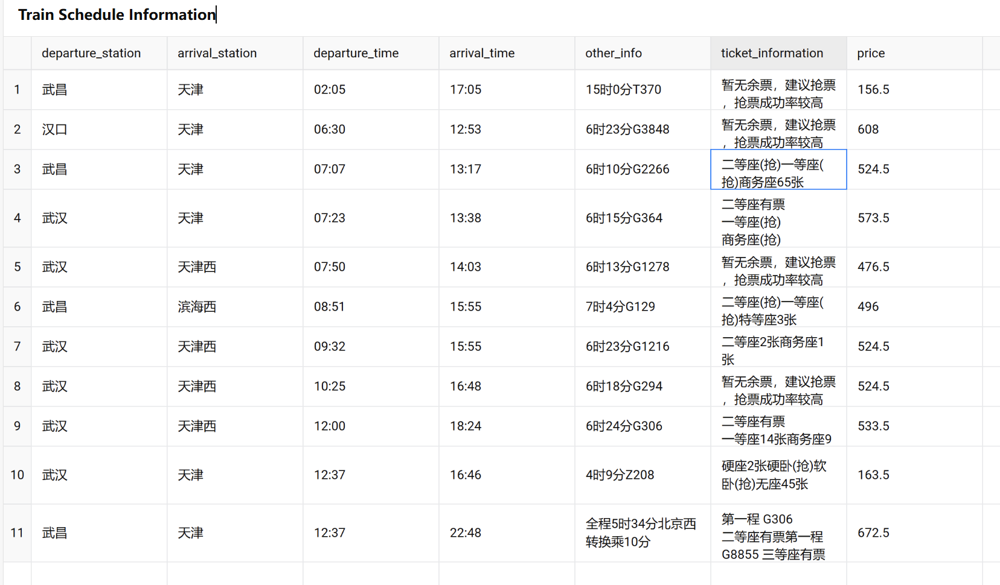 Train Schedule Information
departure_station arrival_station departure_time arrival_time other_info ticket_information price
1 武昌 天津 02:05 17:05 15时0分T370 暂无余票，建议抢票
，抢票成功率较高 156.5
2 汉口 天津 06:30 12:53 6时23分G3848 暂无余票，建议抢票
，抢票成功率较高 608
3 武昌 天津 07:07 13:17 6时10分G2266 二等座(抢)一等座(
抢)商务座65张 524.5
4 武汉 天津 07:23 13:38 6时15分G364 二等座有票
一等座(抢)
商务座(抢) 573.5
5 武汉 天津西 07:50 14:03 6时13分G1278 暂无余票，建议抢票
，抢票成功率较高 476.5
6 武昌 滨海西 08:51 15:55 7时4分G129 二等座(抢)一等座(
抢)特等座3张 496
7 武汉 天津西 09:32 15:55 6时23分G1216 二等座2张商务座1
张 524.5
8 武汉 天津西 10:25 16:48 6时18分G294 暂无余票，建议抢票
，抢票成功率较高 524.5
9 武汉 天津西 12:00 18:24 6时24分G306 二等座有票
一等座14张商务座9 533.5
10 武汉 天津 12:37 16:46 4时9分Z208 硬座2张硬卧(抢)软
卧(抢)无座45张 163.5
11 武昌 天津 12:37 22:48 全程5时34分北京西
转换乘10分 第一程 G306
二等座有票第一程
G8855 三等座有票 672.5